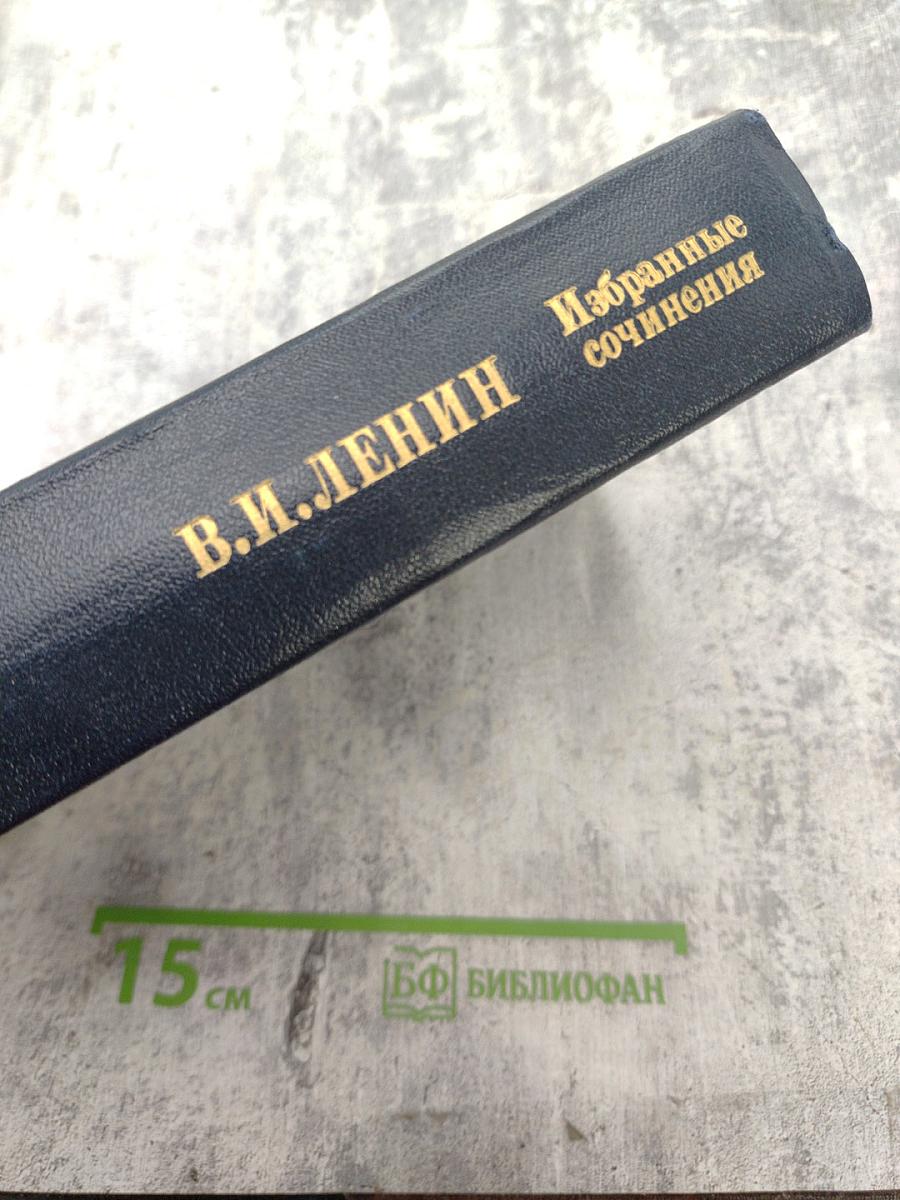 В.И.ЛЕНИН
Избранные
сочинения
15 см
БФ БИБЛИОФАН